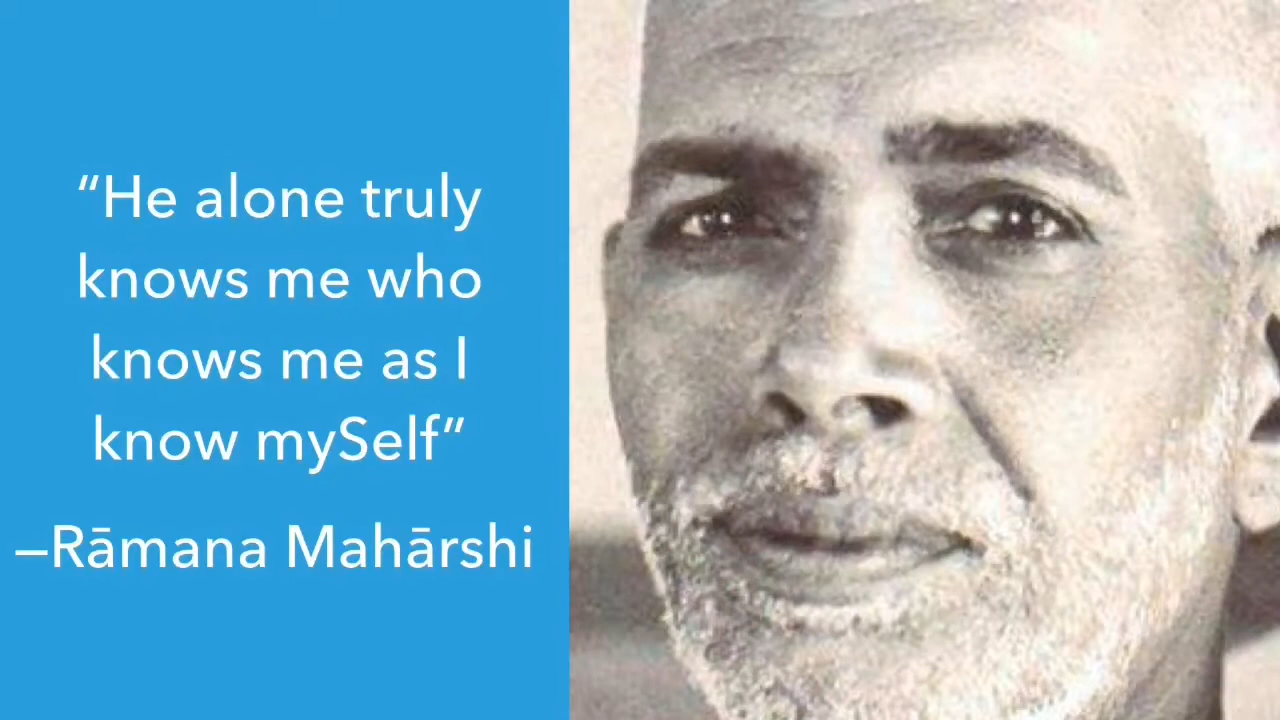 “He alone truly
knows me who
knows me as I
know mySelf”
—Rāmana Mahārshi